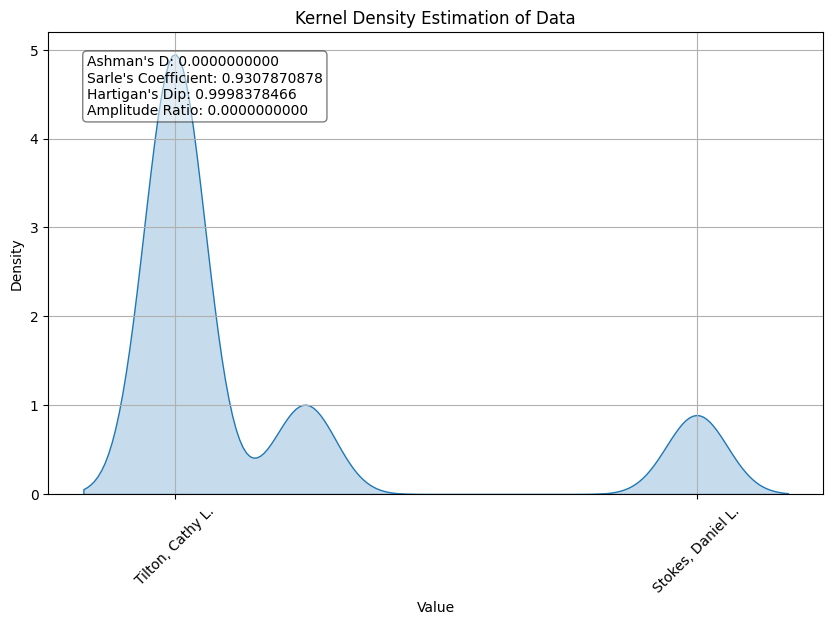 Kernel Density Estimation of Data
Ashman's D: 0.0000000000
Sarle's Coefficient: 0.9307870878
Hartigan's Dip: 0.9998378466
Amplitude Ratio: 0.0000000000
Density
5
4
3
2
1
0
Tilton, Cathy L.
Stokes, Daniel L.
Value